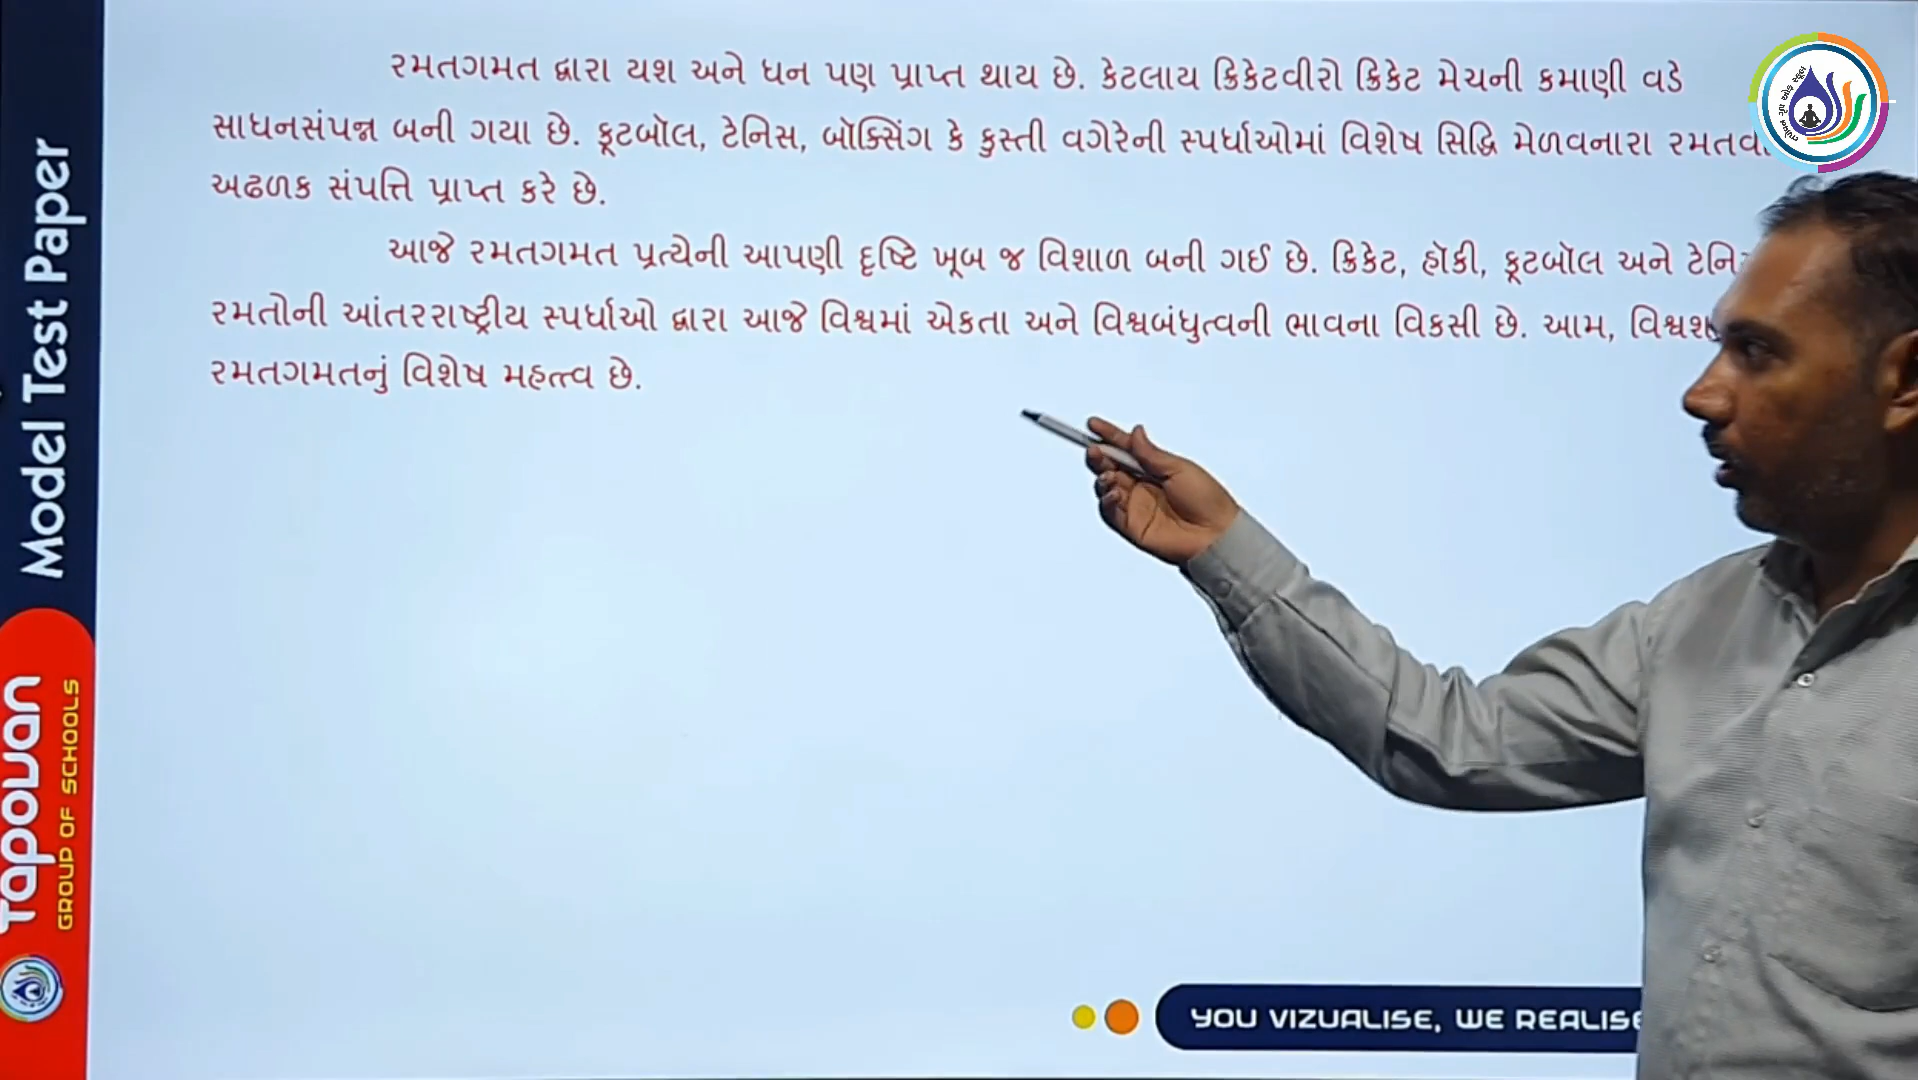 રમતગમત દ્વારા યશ અને ધન પણ પ્રાપ્ત થાય છે. કેટલાય ક્રિકેટવીરો ક્રિકેટ મેચની કમાણી વડે
સાધનસંપન્ન બની ગયા છે. ફૂટબૉલ, ટેનિસ, બૉક્સિંગ કે કુસ્તી વગેરેની સ્પર્ધાઓમાં વિશેષ સિદ્ધિ મેળવનારા
અઢળક સંપત્તિ પ્રાપ્ત કરે છે.
આજે રમતગમત પ્રત્યેની આપણી દૃષ્ટિ ખૂબ જ વિશાળ બની ગઈ છે. ક્રિકેટ, હૉકી, ફૂટબૉલ અને
રમતોની આંતરરાષ્ટ્રીય સ્પર્ધાઓ દ્વારા આજે વિશ્વમાં એકતા અને વિશ્વબંધુત્વની ભાવના વિકસી છે. આમ,
રમતગમતનું વિશેષ મહત્ત્વ છે.
Model Test Paper
Tapovan
GROUP OF SCHOOLS
YOU VIZUALISE, WE REALISE